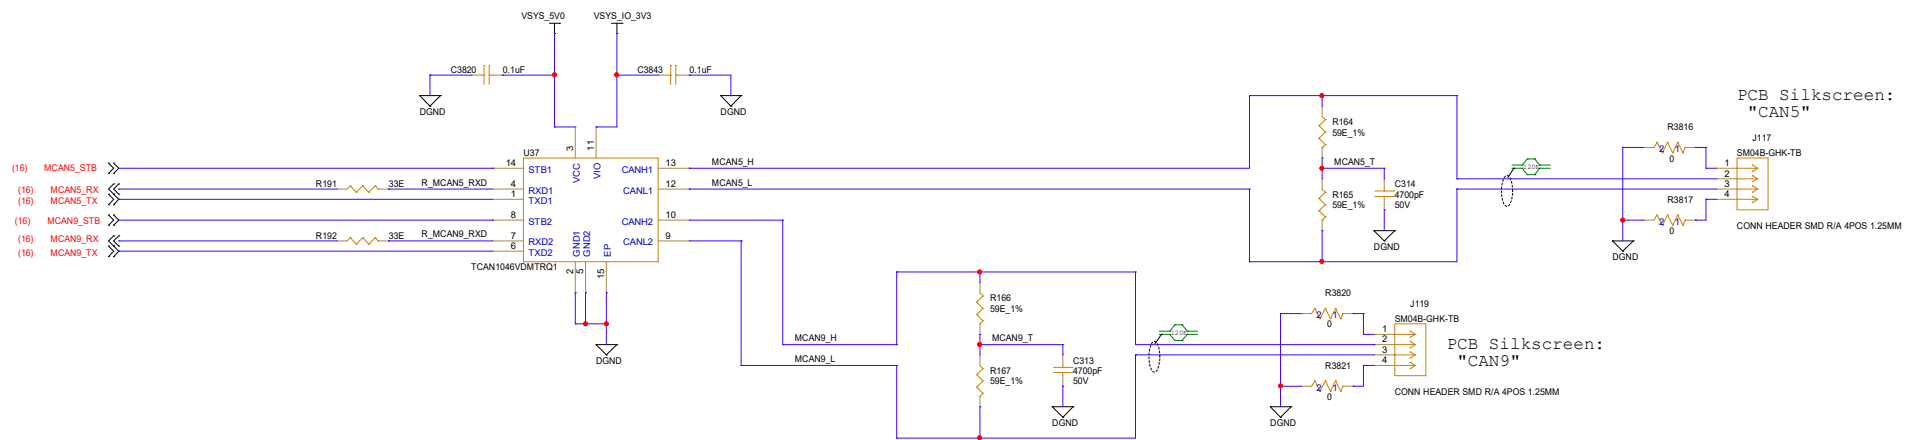 VSYS_5V0
VSYS_IO_3V3
C3820
0.1uF
C3843
0.1uF
DGND
DGND
U37
(16) MCAN5_STB
(16) MCAN5_RX
(16) MCAN5_TX
(16) MCAN9_STB
(16) MCAN9_RX
(16) MCAN9_TX
R191
33E
R_MCAN5_RXD
R192
33E
R_MCAN9_RXD
14
4
1
8
7
6
3
11
STB1
RXD1
TXD1
STB2
RXD2
TXD2
VCC
VIO
CANH1
CANL1
CANH2
CANL2
GND1
GND2
EP
13
12
10
9
2
5
15
TCAN1046VDMTRQ1
DGND
MCAN5_H
MCAN5_L
MCAN9_H
MCAN9_L
R164
59E_1%
MCAN5_T
R165
59E_1%
C314
4700pF
50V
DGND
R3816
2 1
0
R3817
2 1
0
DGND
PCB Silkscreen:
"CAN5"
J117
SM04B-GHK-TB
1
2
3
4
CONN HEADER SMD R/A 4POS 1.25MM
R166
59E_1%
MCAN9_T
R167
59E_1%
C313
4700pF
50V
DGND
R3820
2 1
0
R3821
2 1
0
DGND
J119
SM04B-GHK-TB
1
2
3
4
PCB Silkscreen:
"CAN9"
CONN HEADER SMD R/A 4POS 1.25MM